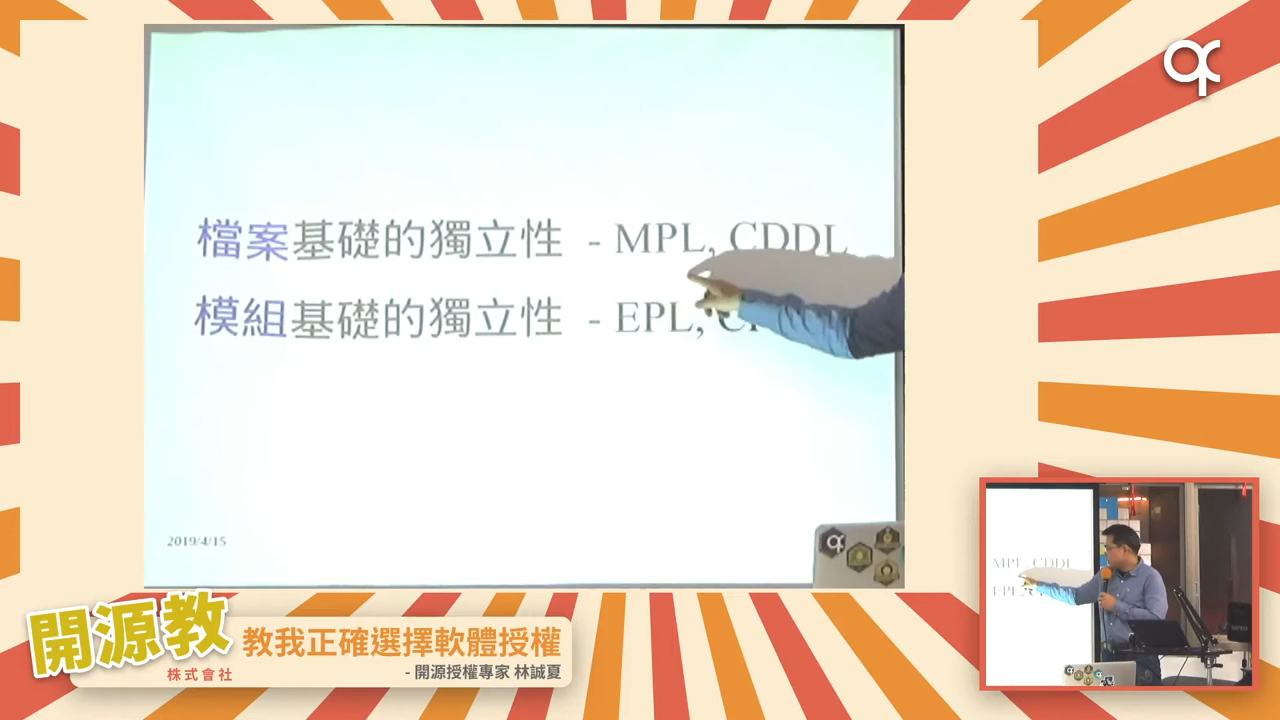 檔案基礎的獨立性 - MPL, CDDL
模組基礎的獨立性 - EPL,
2019/4/15
開源教
株式會社
教我正確選擇軟體授權
- 開源授權專家 林誠夏
MPL, CDDL